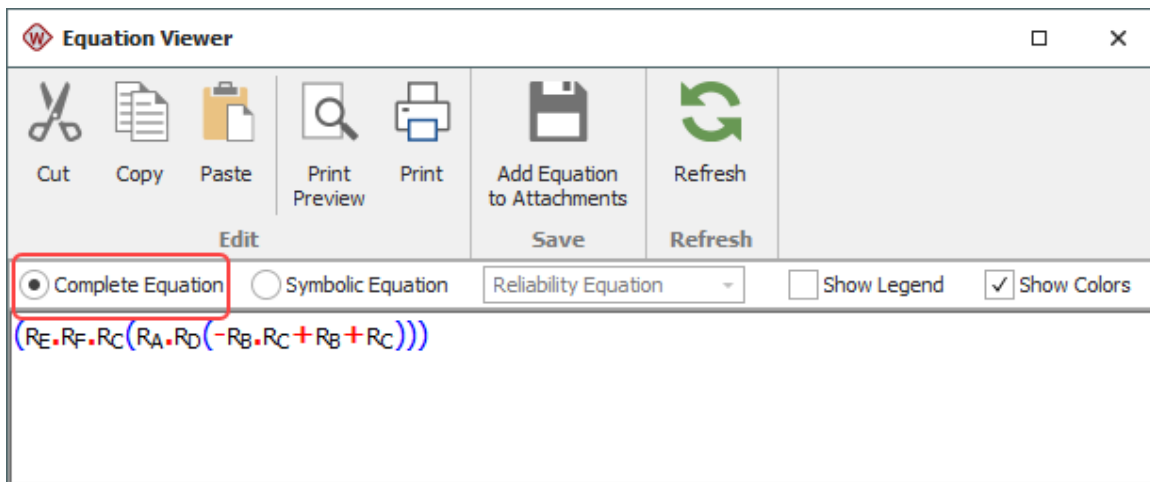 Equation Viewer
Cut
Copy
Paste
Print
Preview
Print
Add Equation
to Attachments
Refresh
Edit
Save
Refresh
Complete Equation
Symbolic Equation
Reliability Equation
Show Legend
Show Colors
(RE.RF.RC(RA.RD(-RB.RC+RB+RC)))